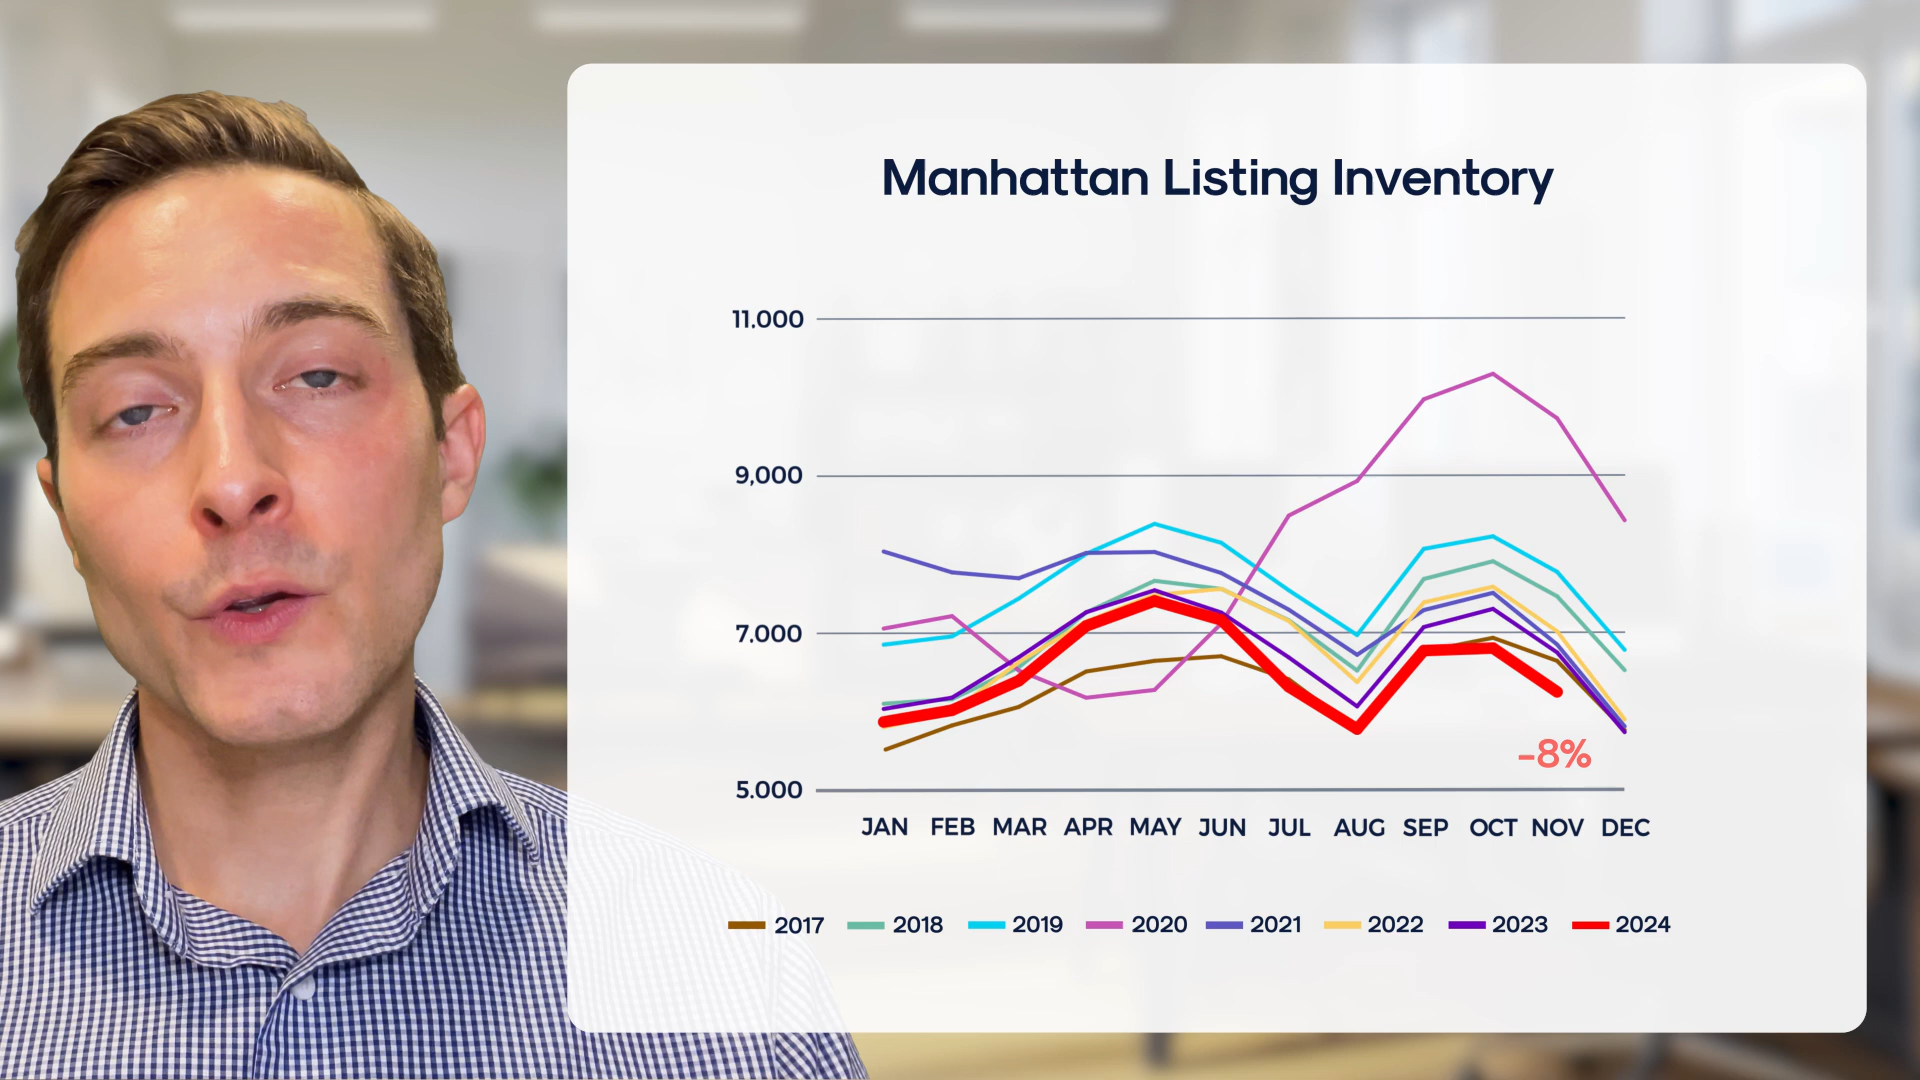 Manhattan Listing Inventory
11.000
9,000
7,000
5.000
-8%
JAN FEB MAR APR MAY JUN JUL AUG SEP OCT NOV DEC
2017 2018 2019 2020 2021 2022 2023 2024